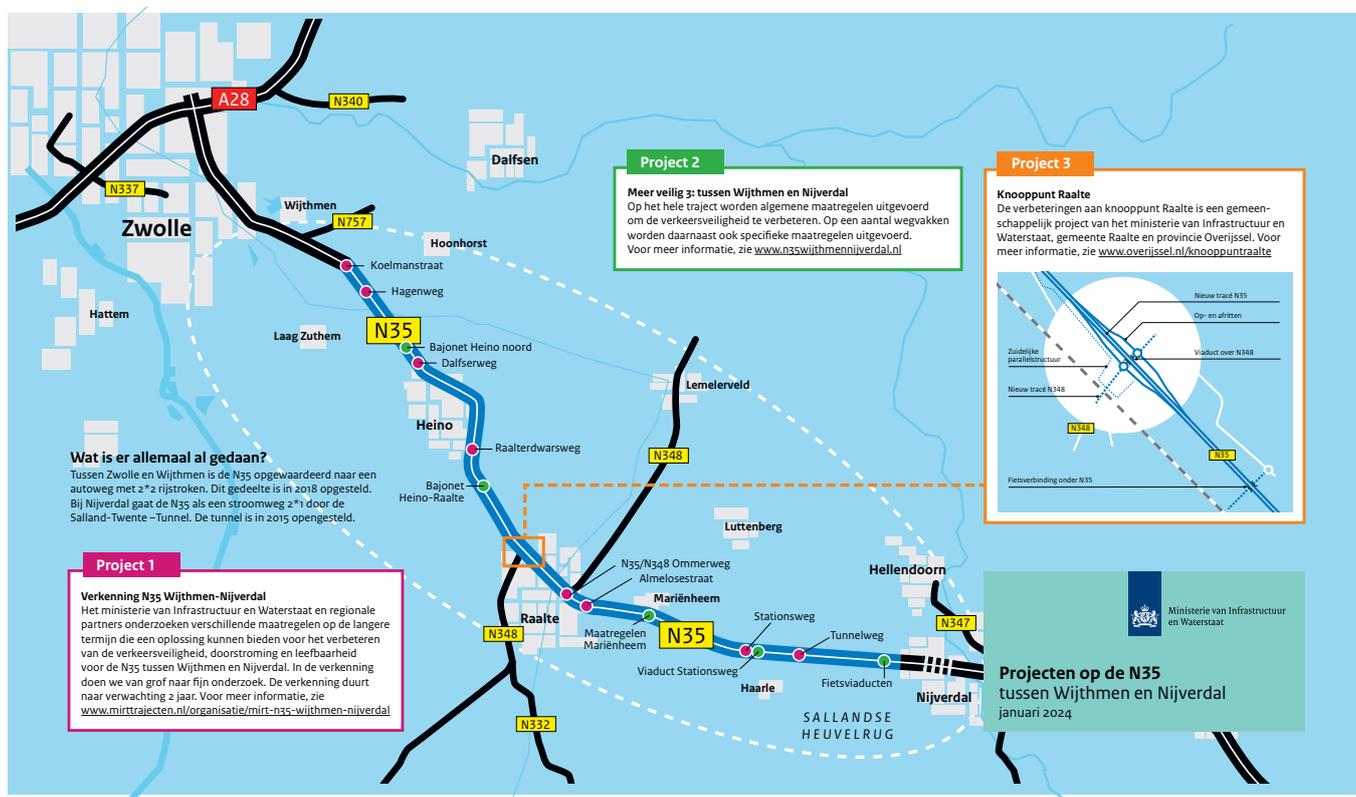 A28
N340
Dalfsen
N337
Zwolle
Wijthmen
N757
Hoonhorst
Koelmanstraat
Hagenweg
Hattem
Laag Zuthem
N35
Bajonet Heino noord
Dalfserweg
Lemelerveld
Heino
Raalterdwarsweg
N348
Bajonet
Heino-Raalte
Luttenberg
N35/N348 Ommerweg
Almelosestraat
Hellendoorn
Mariënheem
Raalte
Stationsweg
N347
N348
Maatregelen
Mariënheem
N35
Tunnelweg
Viaduct Stationsweg
Haarle
Fietsviaducten
Nijverdal
SALLANDSE
HEUVELRUG
N332
Project 2
Meer veilig 3: tussen Wijthmen en Nijverdal
Op het hele traject worden algemene maatregelen uitgevoerd
om de verkeersveiligheid te verbeteren. Op een aantal wegvakken
worden daarnaast ook specifieke maatregelen uitgevoerd.
Voor meer informatie, zie www.n35wijthmennijverdal.nl
Project 3
Knooppunt Raalte
De verbeteringen aan knooppunt Raalte is een gemeen-
schappelijk project van het ministerie van Infrastructuur en
Waterstaat, gemeente Raalte en provincie Overijssel. Voor
meer informatie, zie www.overijssel.nl/knooppuntraalte
Nieuw tracé N35
Op- en afritten
Zuidelijke
parallelstructuur
Viaduct over N348
Nieuw tracé N348
N348
N35
Fietsverbinding onder N35
Wat is er allemaal al gedaan?
Tussen Zwolle en Wijthmen is de N35 opgewaardeerd naar een
autoweg met 2*2 rijstroken. Dit gedeelte is in 2018 opgesteld.
Bij Nijverdal gaat de N35 als een stroomweg 2*1 door de
Salland-Twente –Tunnel. De tunnel is in 2015 opengesteld.
Project 1
Verkenning N35 Wijthmen-Nijverdal
Het ministerie van Infrastructuur en Waterstaat en regionale
partners onderzoeken verschillende maatregelen op de langere
termijn die een oplossing kunnen bieden voor het verbeteren
van de verkeersveiligheid, doorstroming en leefbaarheid
voor de N35 tussen Wijthmen en Nijverdal. In de verkenning
doen we van grof naar fijn onderzoek. De verkenning duurt
naar verwachting 2 jaar. Voor meer informatie, zie
www.mirttrajecten.nl/organisatie/mirt-n35-wijthmen-nijverdal
Ministerie van Infrastructuur
en Waterstaat
Projecten op de N35
tussen Wijthmen en Nijverdal
januari 2024